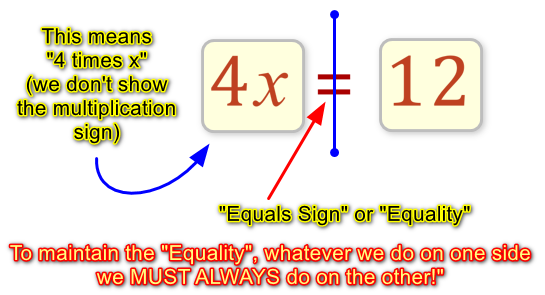 This means
"4 times x"
(we don't show
the multiplication
sign)
4x = 12
"Equals Sign" or "Equality"
To maintain the "Equality", whatever we do on one side
we MUST ALWAYS do on the other!"